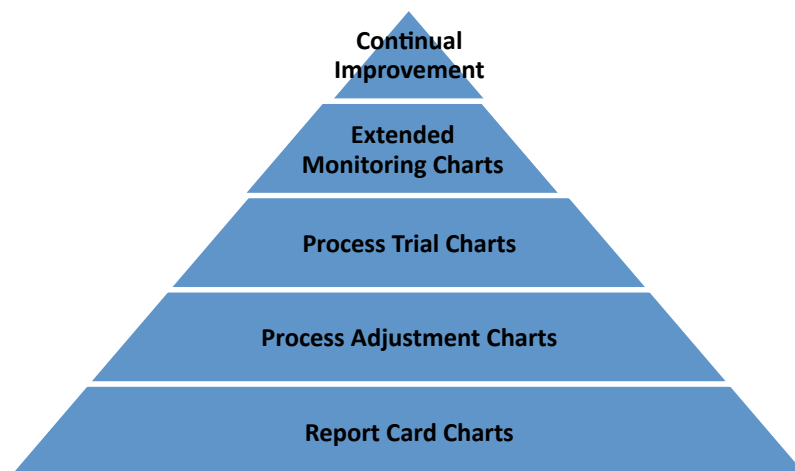 Continual
Improvement
Extended
Monitoring Charts
Process Trial Charts
Process Adjustment Charts
Report Card Charts